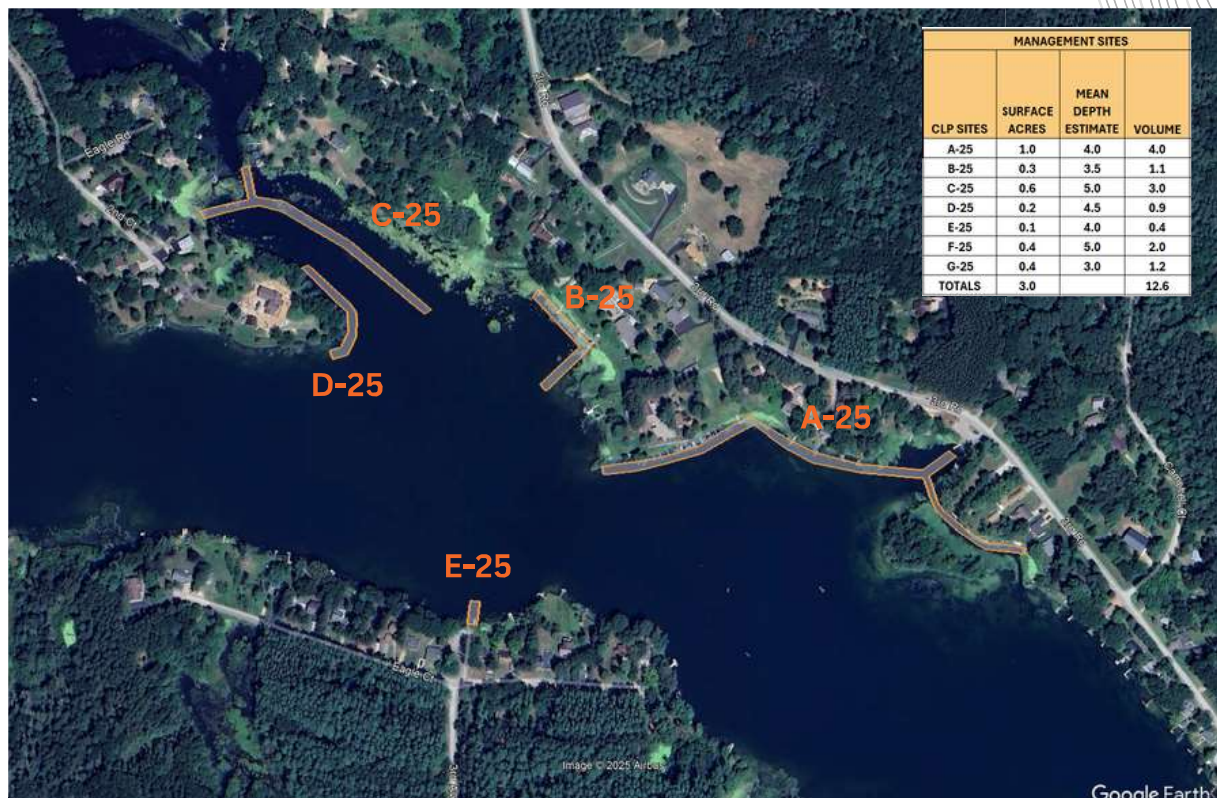 MANAGEMENT SITES
CLP SITES SURFACE ACRES MEAN DEPTH ESTIMATE VOLUME
A-25 1.0 4.0 4.0
B-25 0.3 3.5 1.1
C-25 0.6 5.0 3.0
D-25 0.2 4.5 0.9
E-25 0.1 4.0 0.4
F-25 0.4 5.0 2.0
G-25 0.4 3.0 1.2
TOTALS 3.0 12.6
Eagle Rd
2nd Ct
C-25
B-25
D-25
A-25
E-25
Eagle Ct
Image © 2025 Airbus
Google Earth